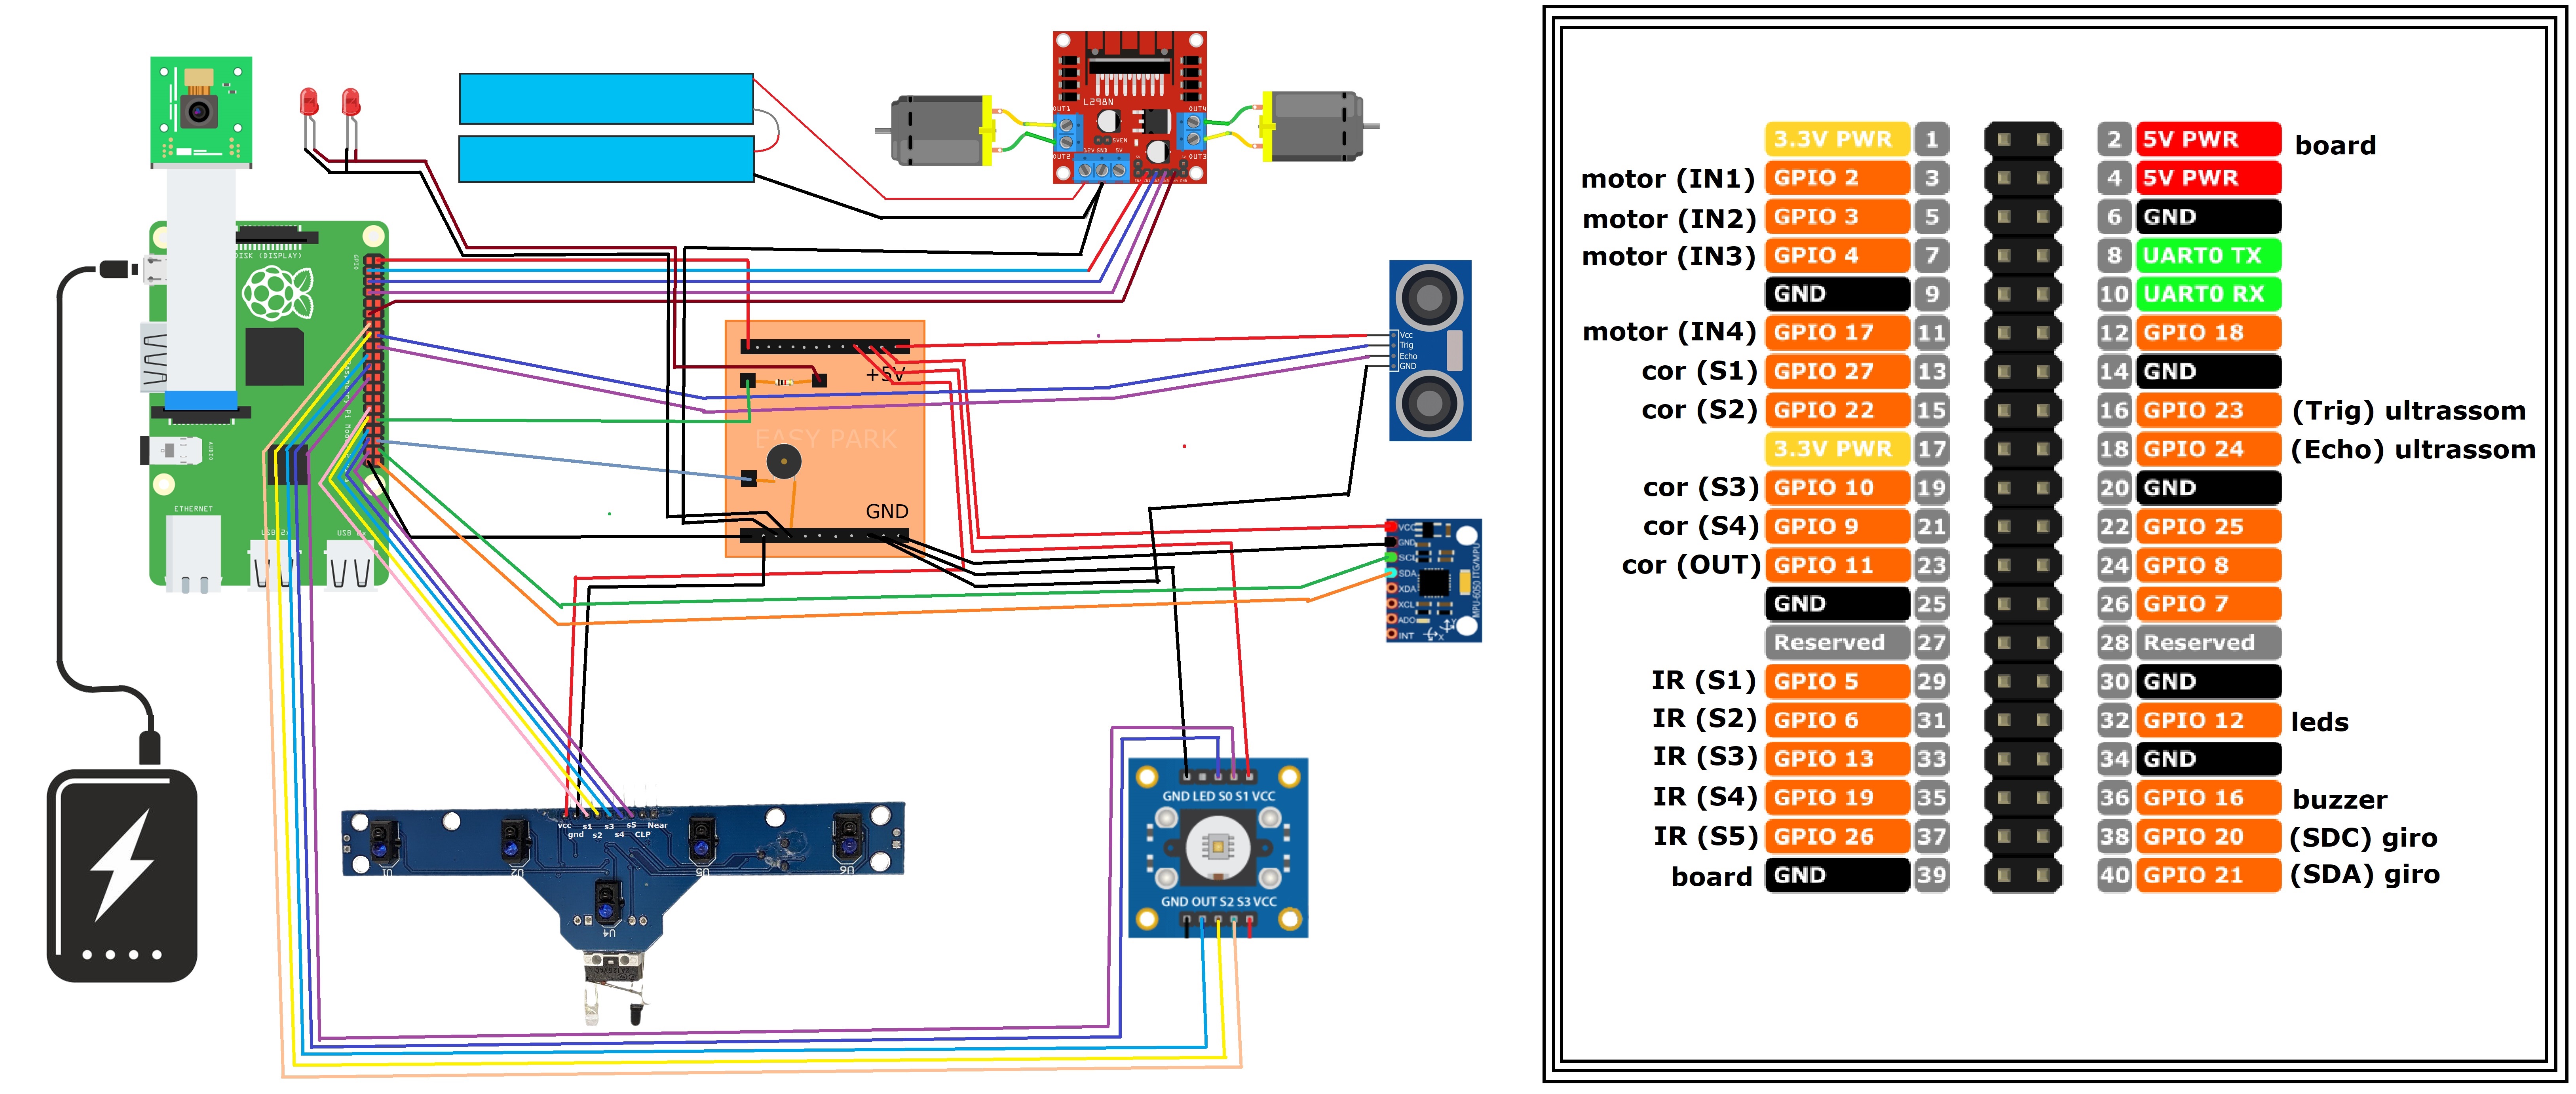 L298N
OUT1
OUT4
OUT2
OUT3
5VEN
12V GND 5V
DISK (DISPLAY)
GPIO
AUDIO
ETHERNET
USB 2x
USB 2x
Vcc
Trig
Echo
GND
+5V
EASY PARK
GND
VCC
GND
SCL
SDA
XDA
XCL
ADO
INT
MPU-6050 ITG/MPU
vcc s1 s3 s5 Near
gnd s2 s4 CLP
U1
U2
U5
U6
U4
GND LED S0 S1 VCC
GND OUT S2 S3 VCC
3.3V PWR 1 2 5V PWR board
motor (IN1) GPIO 2 3 4 5V PWR
motor (IN2) GPIO 3 5 6 GND
motor (IN3) GPIO 4 7 8 UART0 TX
GND 9 10 UART0 RX
motor (IN4) GPIO 17 11 12 GPIO 18
cor (S1) GPIO 27 13 14 GND
cor (S2) GPIO 22 15 16 GPIO 23 (Trig) ultrassom
3.3V PWR 17 18 GPIO 24 (Echo) ultrassom
cor (S3) GPIO 10 19 20 GND
cor (S4) GPIO 9 21 22 GPIO 25
cor (OUT) GPIO 11 23 24 GPIO 8
GND 25 26 GPIO 7
Reserved 27 28 Reserved
IR (S1) GPIO 5 29 30 GND
IR (S2) GPIO 6 31 32 GPIO 12 leds
IR (S3) GPIO 13 33 34 GND
IR (S4) GPIO 19 35 36 GPIO 16 buzzer
IR (S5) GPIO 26 37 38 GPIO 20 (SDC) giro
board GND 39 40 GPIO 21 (SDA) giro